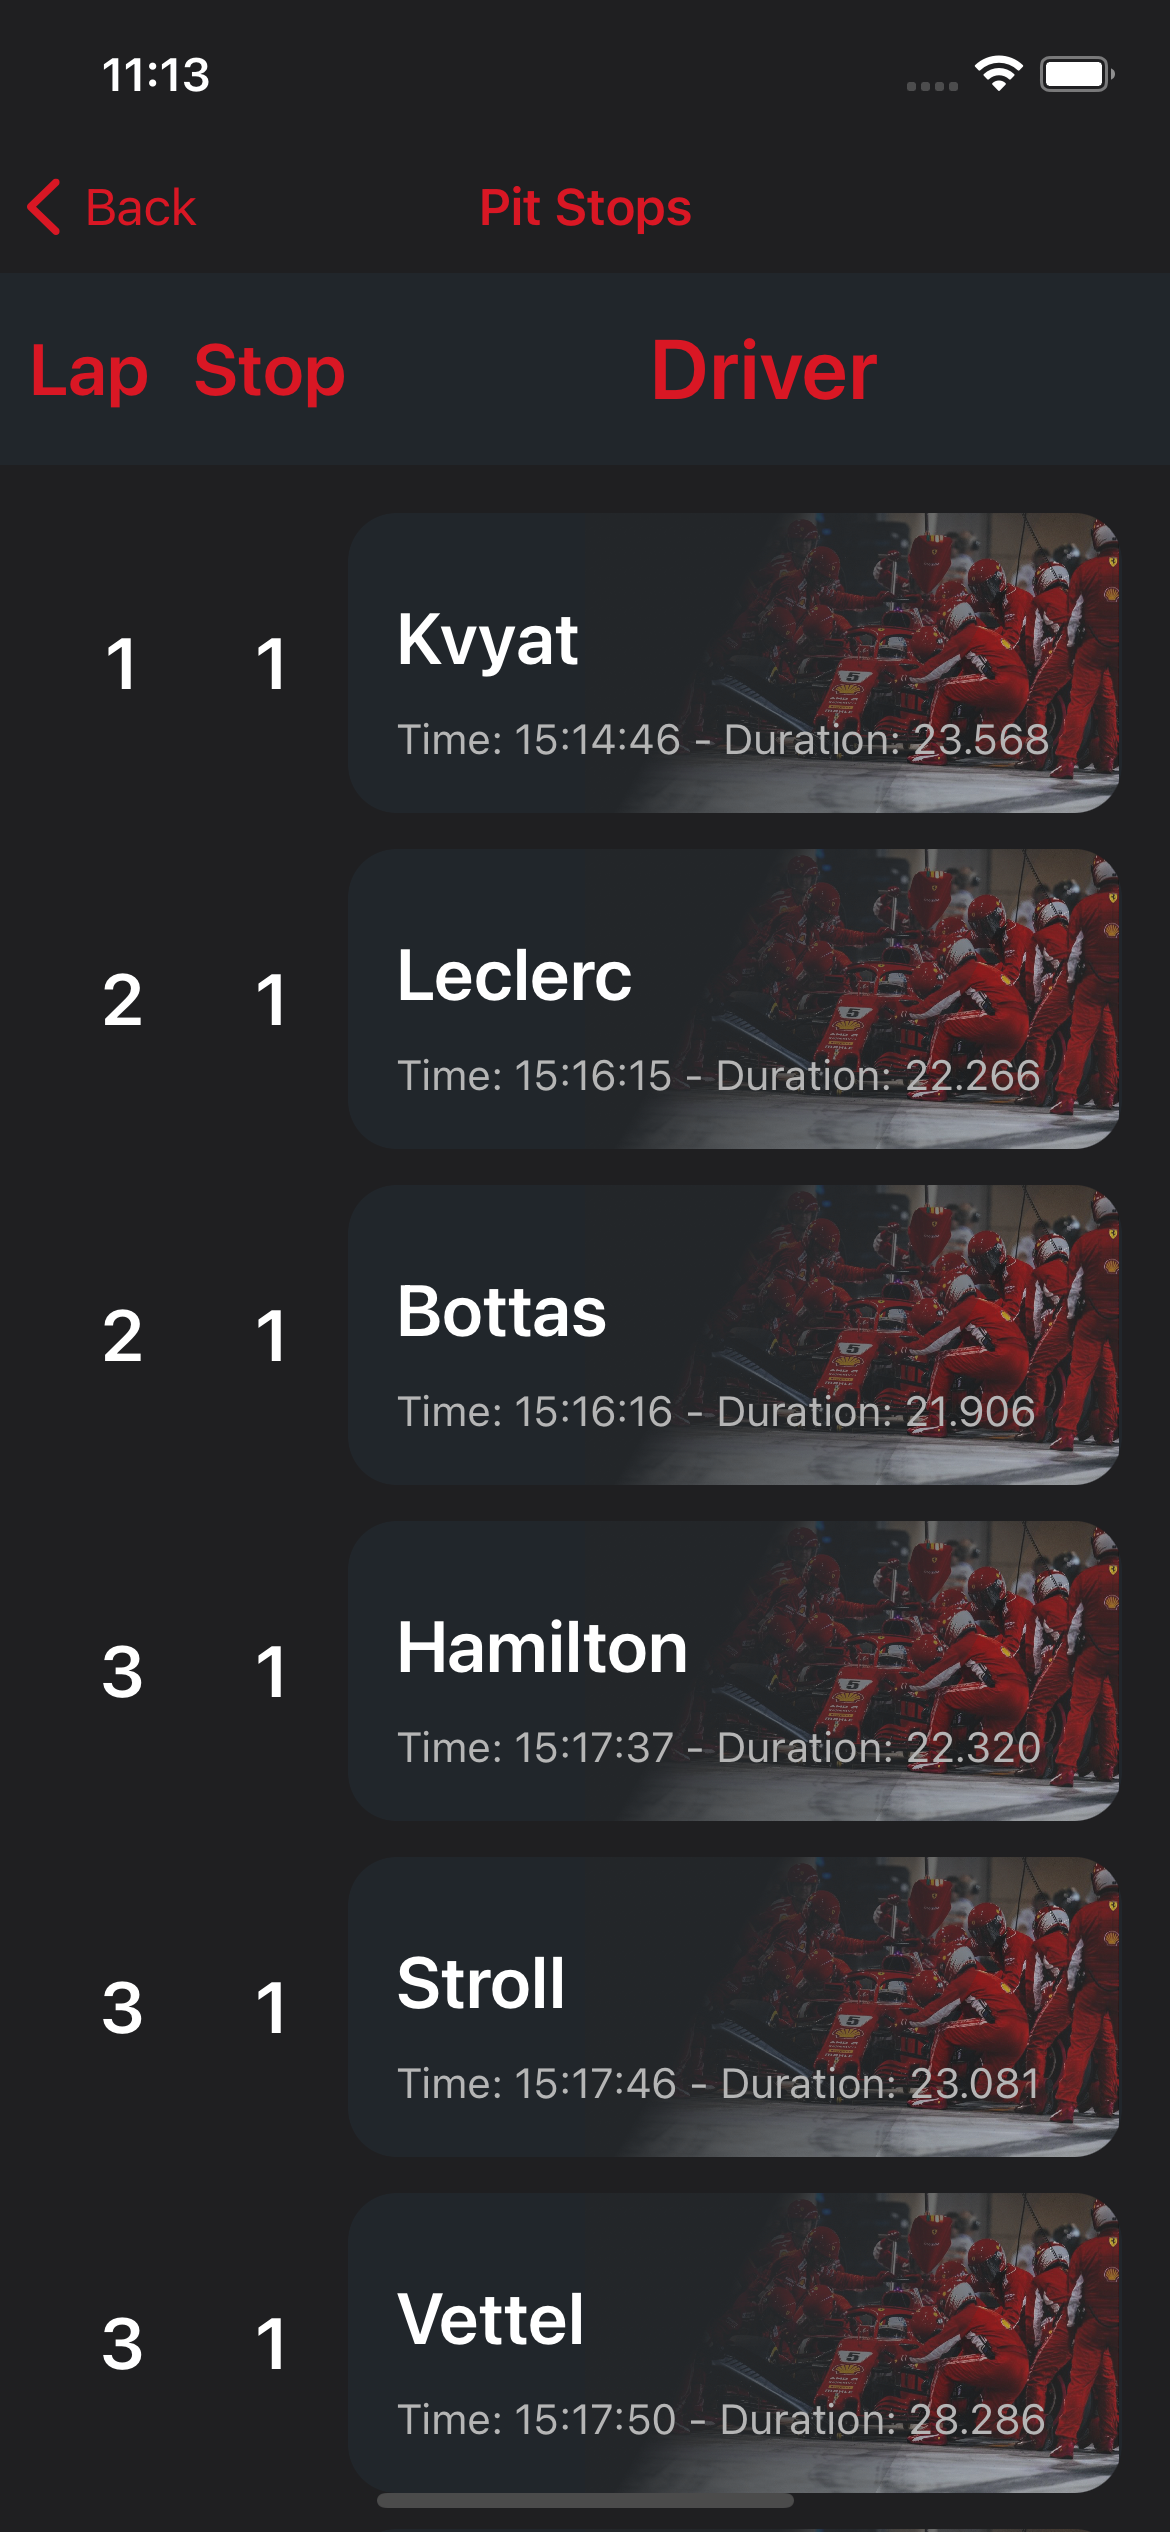 11:13
Back
Pit Stops
Lap Stop Driver
1 1 Kvyat
Time: 15:14:46 - Duration: 23.568
2 1 Leclerc
Time: 15:16:15 - Duration: 22.266
2 1 Bottas
Time: 15:16:16 - Duration: 21.906
3 1 Hamilton
Time: 15:17:37 - Duration: 22.320
3 1 Stroll
Time: 15:17:46 - Duration: 23.081
3 1 Vettel
Time: 15:17:50 - Duration: 28.286